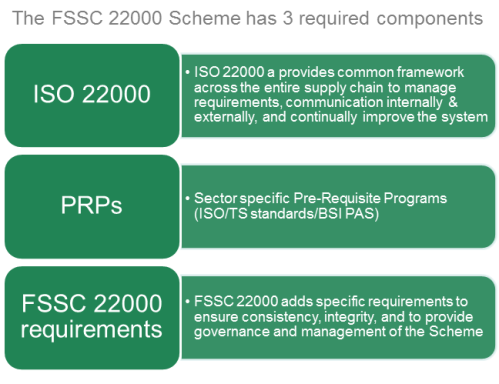 The FSSC 22000 Scheme has 3 required components
ISO 22000
• ISO 22000 a provides common framework
across the entire supply chain to manage
requirements, communication internally &
externally, and continually improve the system
PRPs
• Sector specific Pre-Requisite Programs
(ISO/TS standards/BSI PAS)
FSSC 22000
requirements
• FSSC 22000 adds specific requirements to
ensure consistency, integrity, and to provide
governance and management of the Scheme